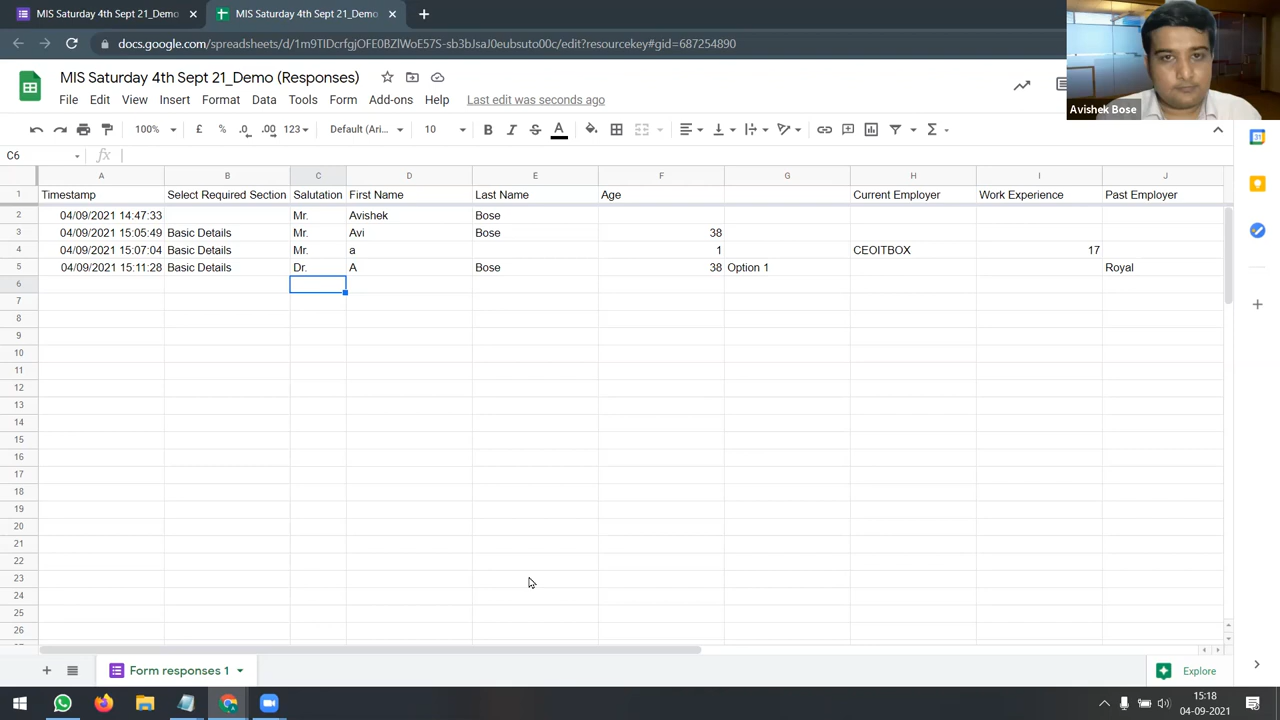 MIS Saturday 4th Sept 21_Demo
MIS Saturday 4th Sept 21_Demo
docs.google.com/spreadsheets/d/1m9TIDcrfgjOFE0BZlWoE57S-sb3bJsaJ0eubsuto00c/edit?resourcekey#gid=687254890
MIS Saturday 4th Sept 21_Demo (Responses)
File Edit View Insert Format Data Tools Form Add-ons Help Last edit was seconds ago
Avishek Bose
100% £ % .0 .00 123 Default (Ari... 10 B I S A Σ
C6 fx
A B C D E F G H I J
1 Timestamp Select Required Section Salutation First Name Last Name Age Current Employer Work Experience Past Employer
2 04/09/2021 14:47:33 Mr. Avishek Bose
3 04/09/2021 15:05:49 Basic Details Mr. Avi Bose 38
4 04/09/2021 15:07:04 Basic Details Mr. a 1 CEOITBOX 17
5 04/09/2021 15:11:28 Basic Details Dr. A Bose 38 Option 1 Royal
6
7
8
9
10
11
12
13
14
15
16
17
18
19
20
21
22
23
24
25
26
Form responses 1 Explore
15:18
04-09-2021